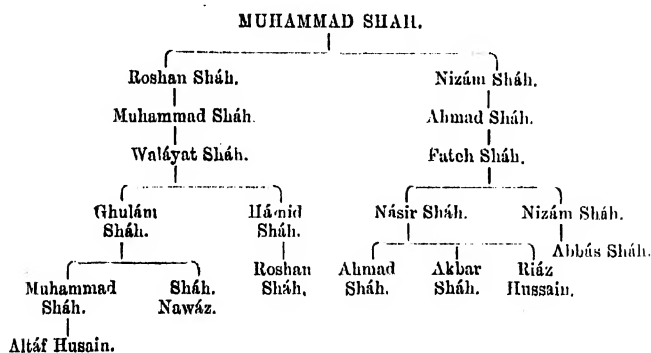 MUHAMMAD SHAH.
Roshan Sháh. Nizám Sháh.
Muhammad Sháh. Ahmad Sháh.
Waláyat Sháh. Fateh Sháh.
Ghulám Sháh. Hámid Sháh. Násir Sháh. Nizám Sháh.
Roshan Sháh. Ahmad Sháh. Akbar Sháh. Riáz Hussain. Abbás Sháh.
Muhammad Sháh. Sháh Nawáz.
Altáf Husain.